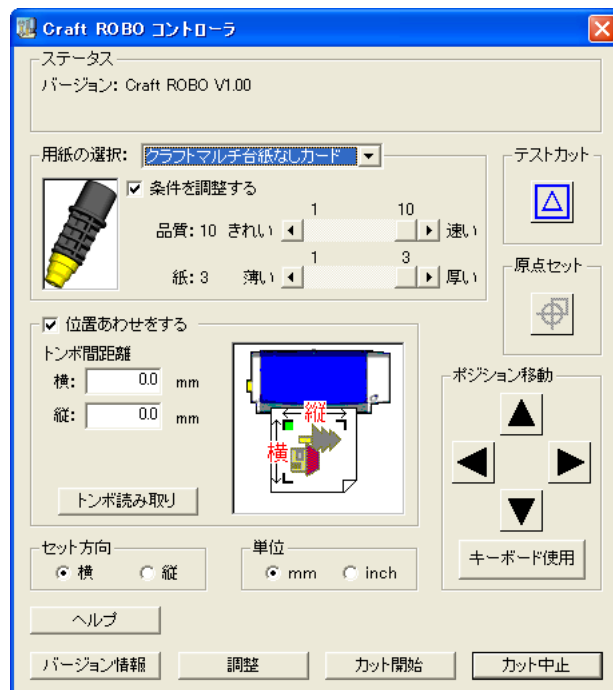 Craft ROBO コントローラ
ステータス
バージョン: Craft ROBO V1.00
用紙の選択: クラフトマルチ台紙なしカード
テストカット
条件を調整する
1 10
品質: 10 きれい 速い
1 3
紙: 3 薄い 厚い
原点セット
位置あわせをする
トンボ間距離
横: 0.0 mm
縦: 0.0 mm
縦
横
トンボ読み取り
ポジション移動
キーボード使用
セット方向
横 縦
単位
mm inch
ヘルプ
バージョン情報 調整 カット開始 カット中止